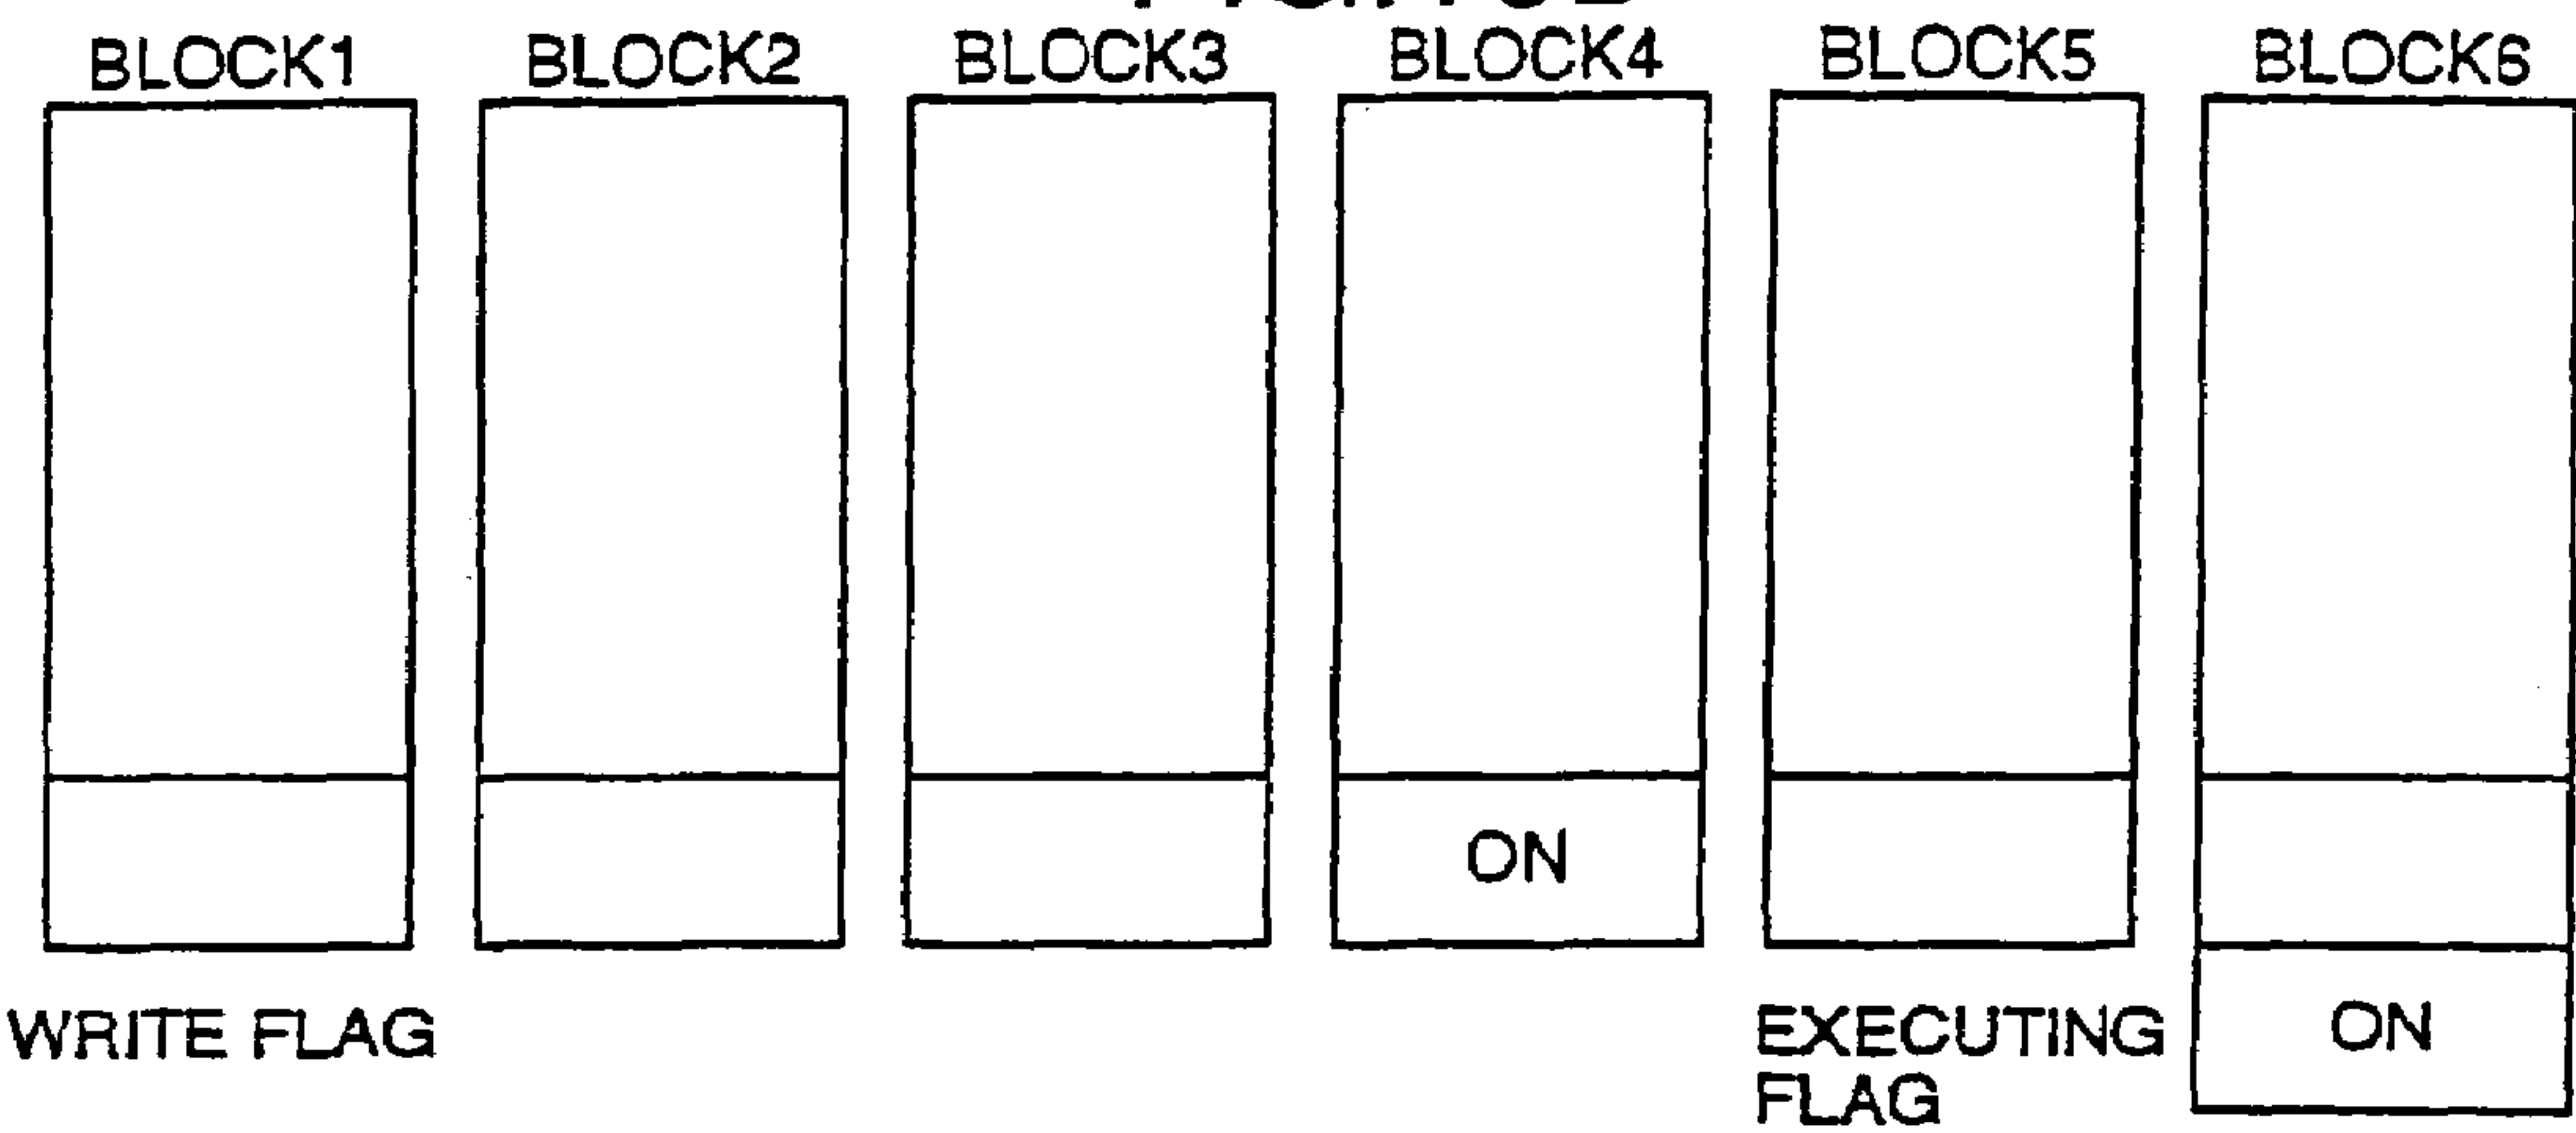 BLOCK1 BLOCK2 BLOCK3 BLOCK4 BLOCK5 BLOCK6
ON
WRITE FLAG
EXECUTING FLAG
ON